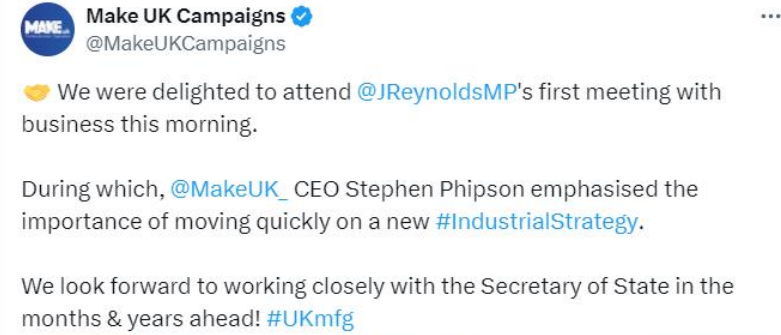 MAKE UK
Make UK Campaigns
@MakeUKCampaigns
🤝 We were delighted to attend @JReynoldsMP's first meeting with
business this morning.
During which, @MakeUK_ CEO Stephen Phipson emphasised the
importance of moving quickly on a new #IndustrialStrategy.
We look forward to working closely with the Secretary of State in the
months & years ahead! #UKmfg